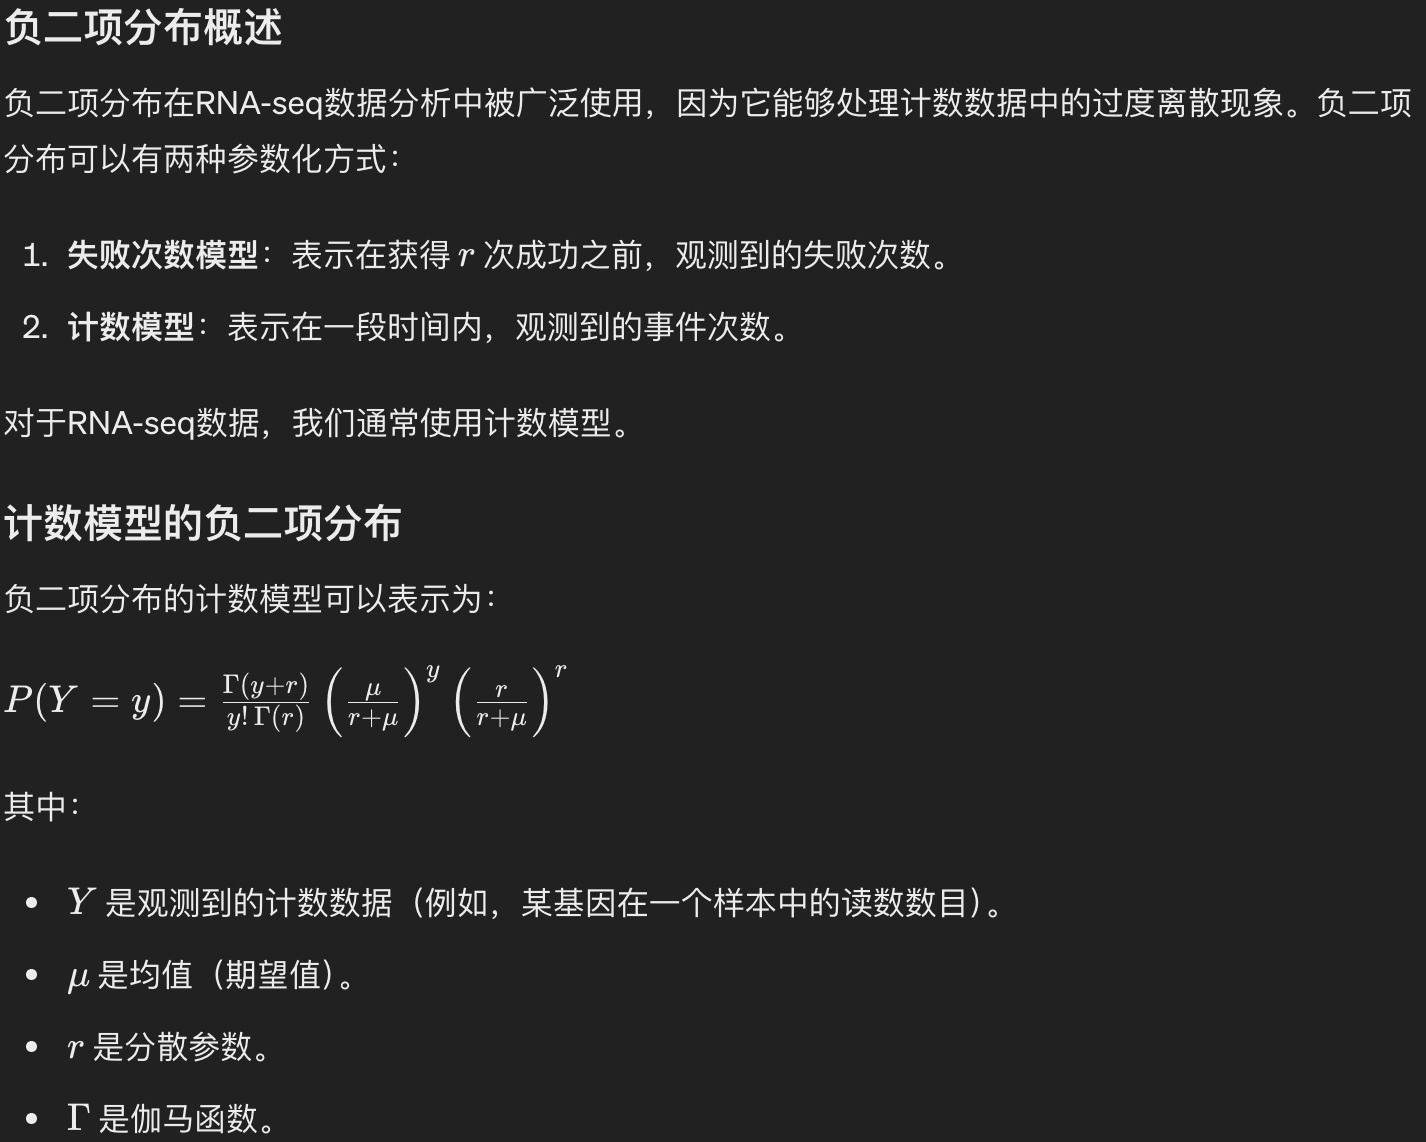 负二项分布概述
负二项分布在RNA-seq数据分析中被广泛使用，因为它能够处理计数数据中的过度离散现象。负二项
分布可以有两种参数化方式：
1. 失败次数模型：表示在获得 r 次成功之前，观测到的失败次数。
2. 计数模型：表示在一段时间内，观测到的事件次数。
对于RNA-seq数据，我们通常使用计数模型。
计数模型的负二项分布
负二项分布的计数模型可以表示为：
P(Y = y) = \frac{Γ(y+r)}{y! Γ(r)} \left(\frac{μ}{r+μ}\right)^y \left(\frac{r}{r+μ}\right)^r
其中：
• Y 是观测到的计数数据（例如，某基因在一个样本中的读数数目）。
• μ 是均值（期望值）。
• r 是分散参数。
• Γ 是伽马函数。